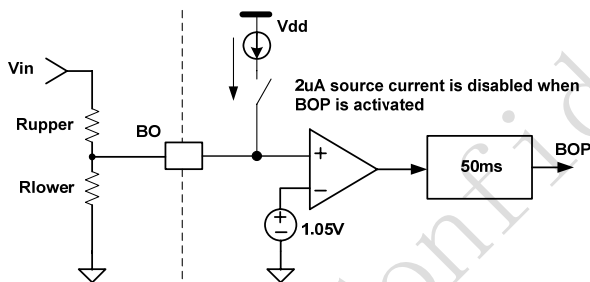 Vdd
Vin
2uA source current is disabled when
BOP is activated
Rupper
BO
+
50ms
BOP
Rlower
−
+
−
1.05V